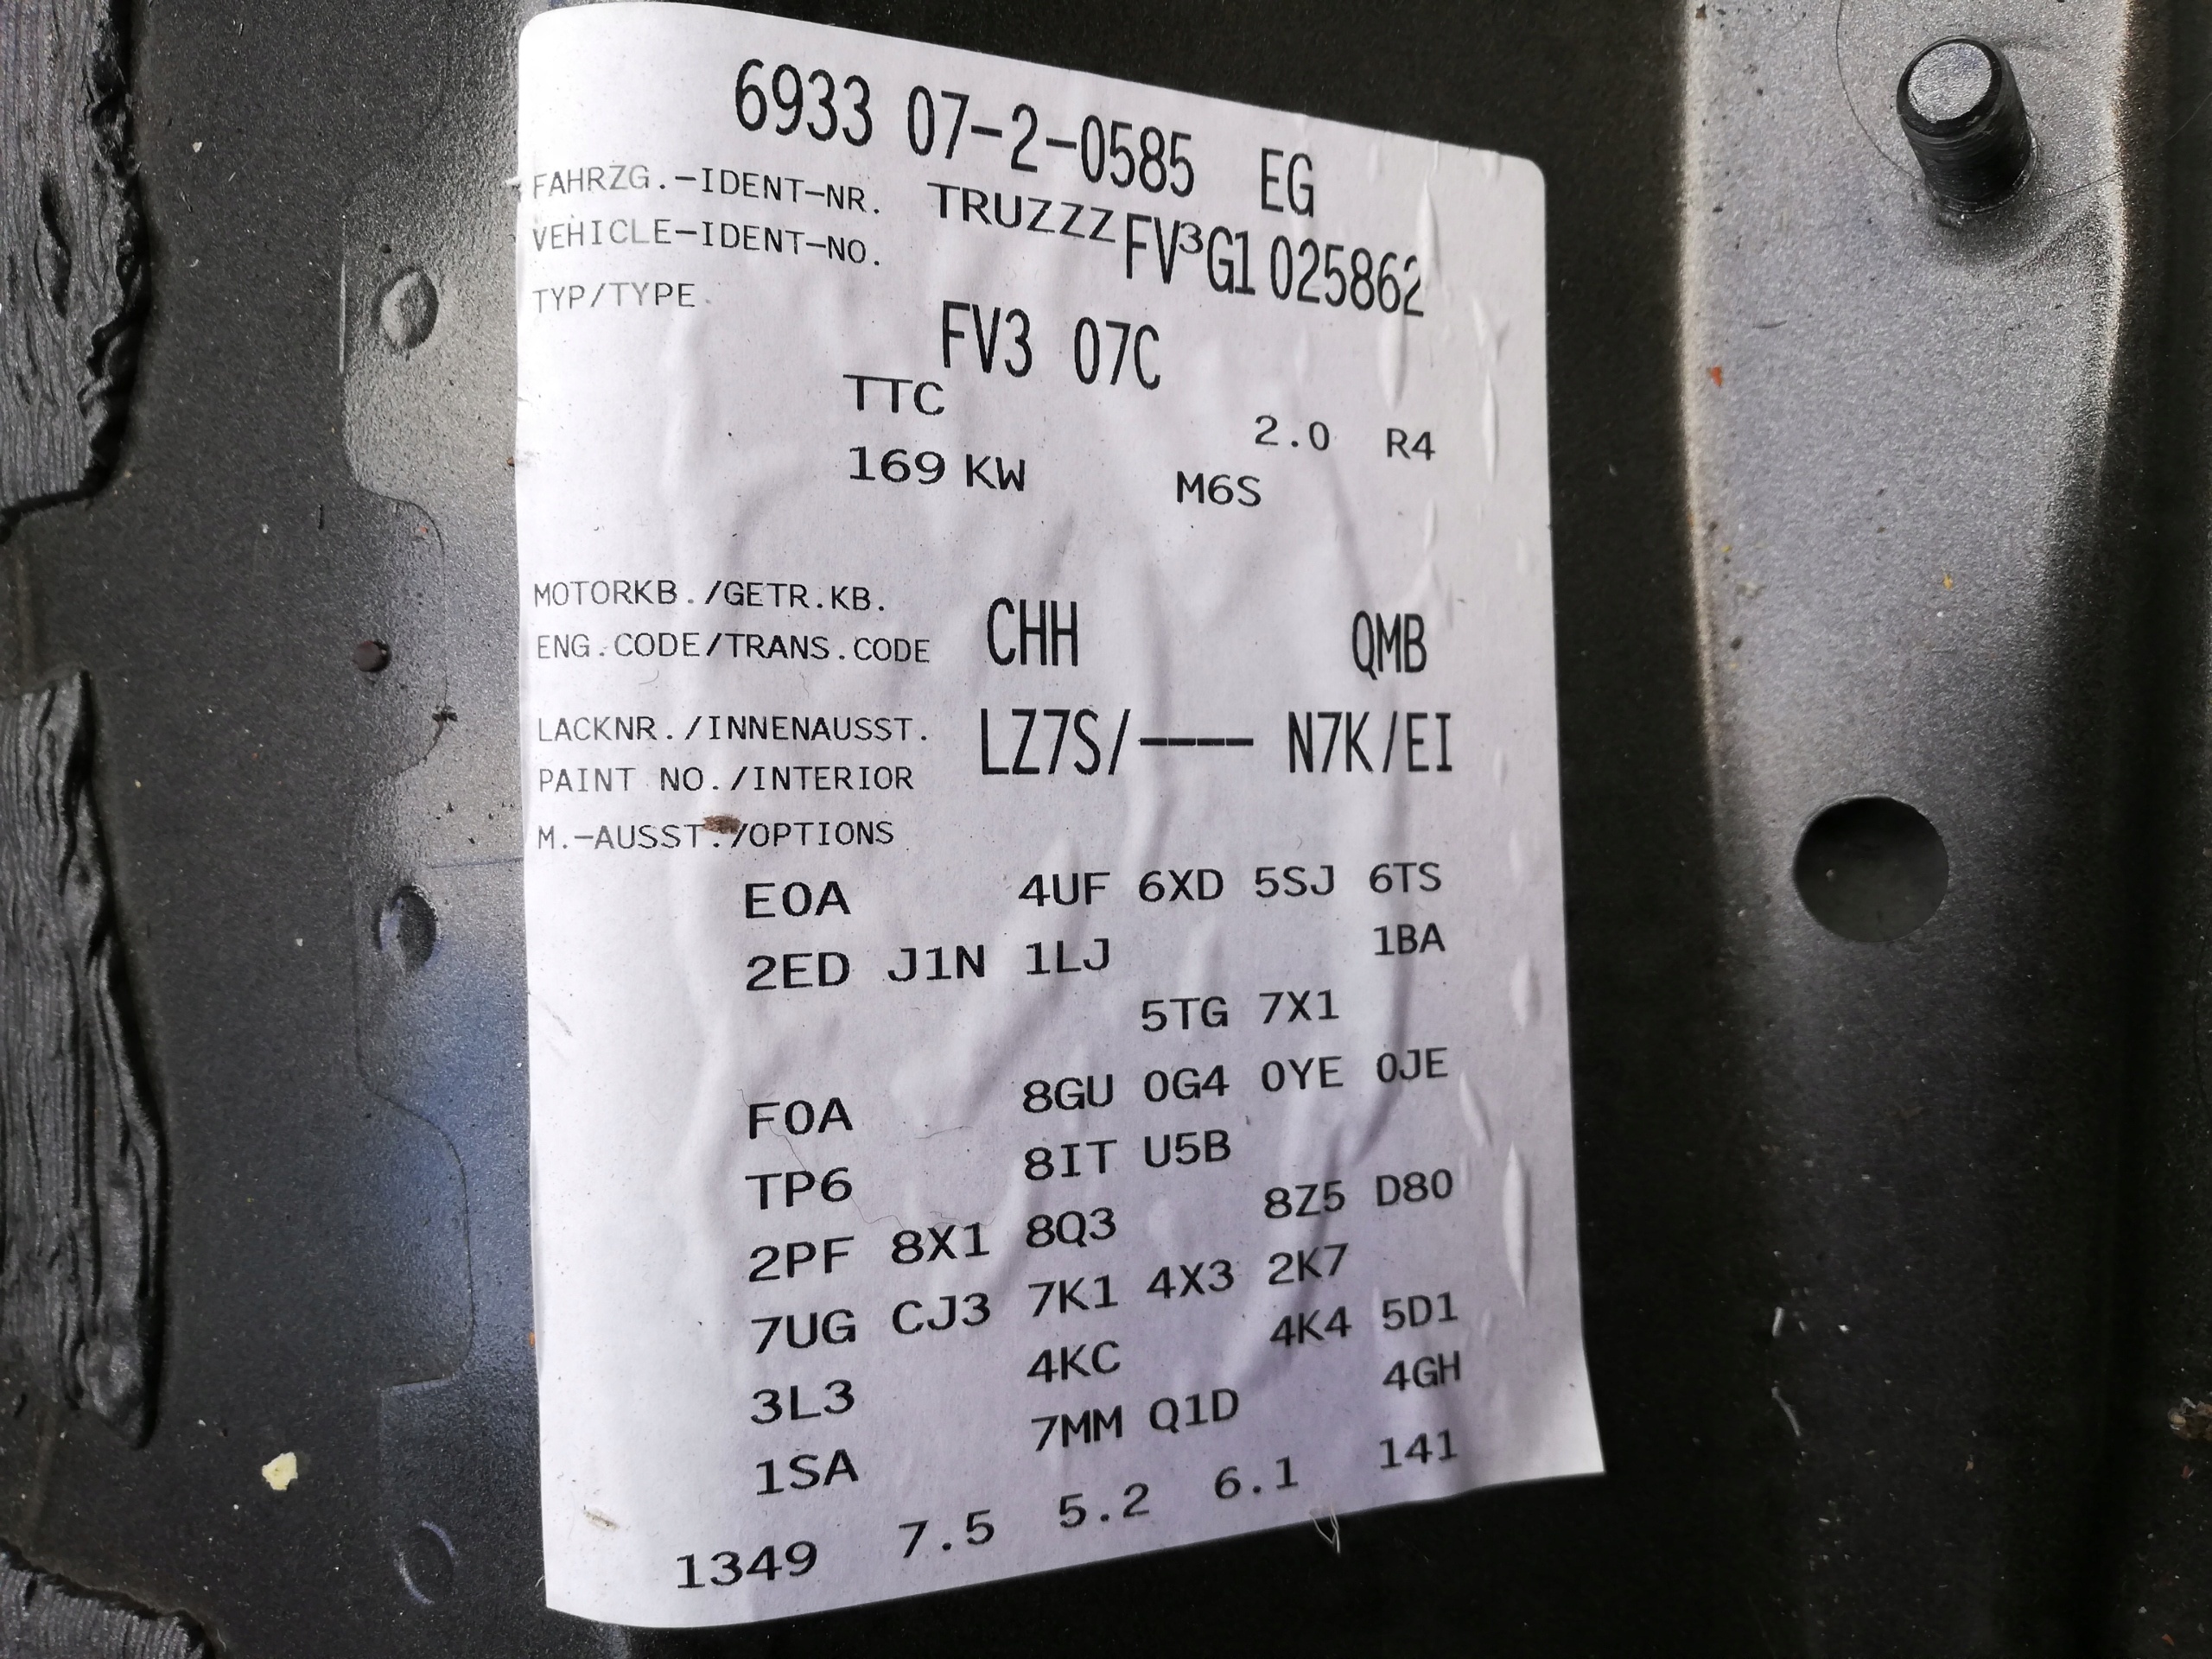 6933 07-2-0585 EG
FAHRZG.-IDENT-NR. TRUZZZFV3G1025862
VEHICLE-IDENT-NO.
TYP/TYPE FV3 07C
TTC 2.0 R4
169 KW M6S
MOTORKB./GETR.KB.
ENG.CODE/TRANS.CODE CHH QMB
LACKNR./INNENAUSST. LZ7S/---- N7K/EI
PAINT NO./INTERIOR
M.-AUSST./OPTIONS
E0A 4UF 6XD 5SJ 6TS
2ED J1N 1LJ 1BA
5TG 7X1
F0A 8GU 0G4 0YE 0JE
TP6 8IT U5B
2PF 8X1 8Q3 8Z5 D80
7UG CJ3 7K1 4X3 2K7
3L3 4KC 4K4 5D1
1SA 7MM Q1D 4GH
1349 7.5 5.2 6.1 141